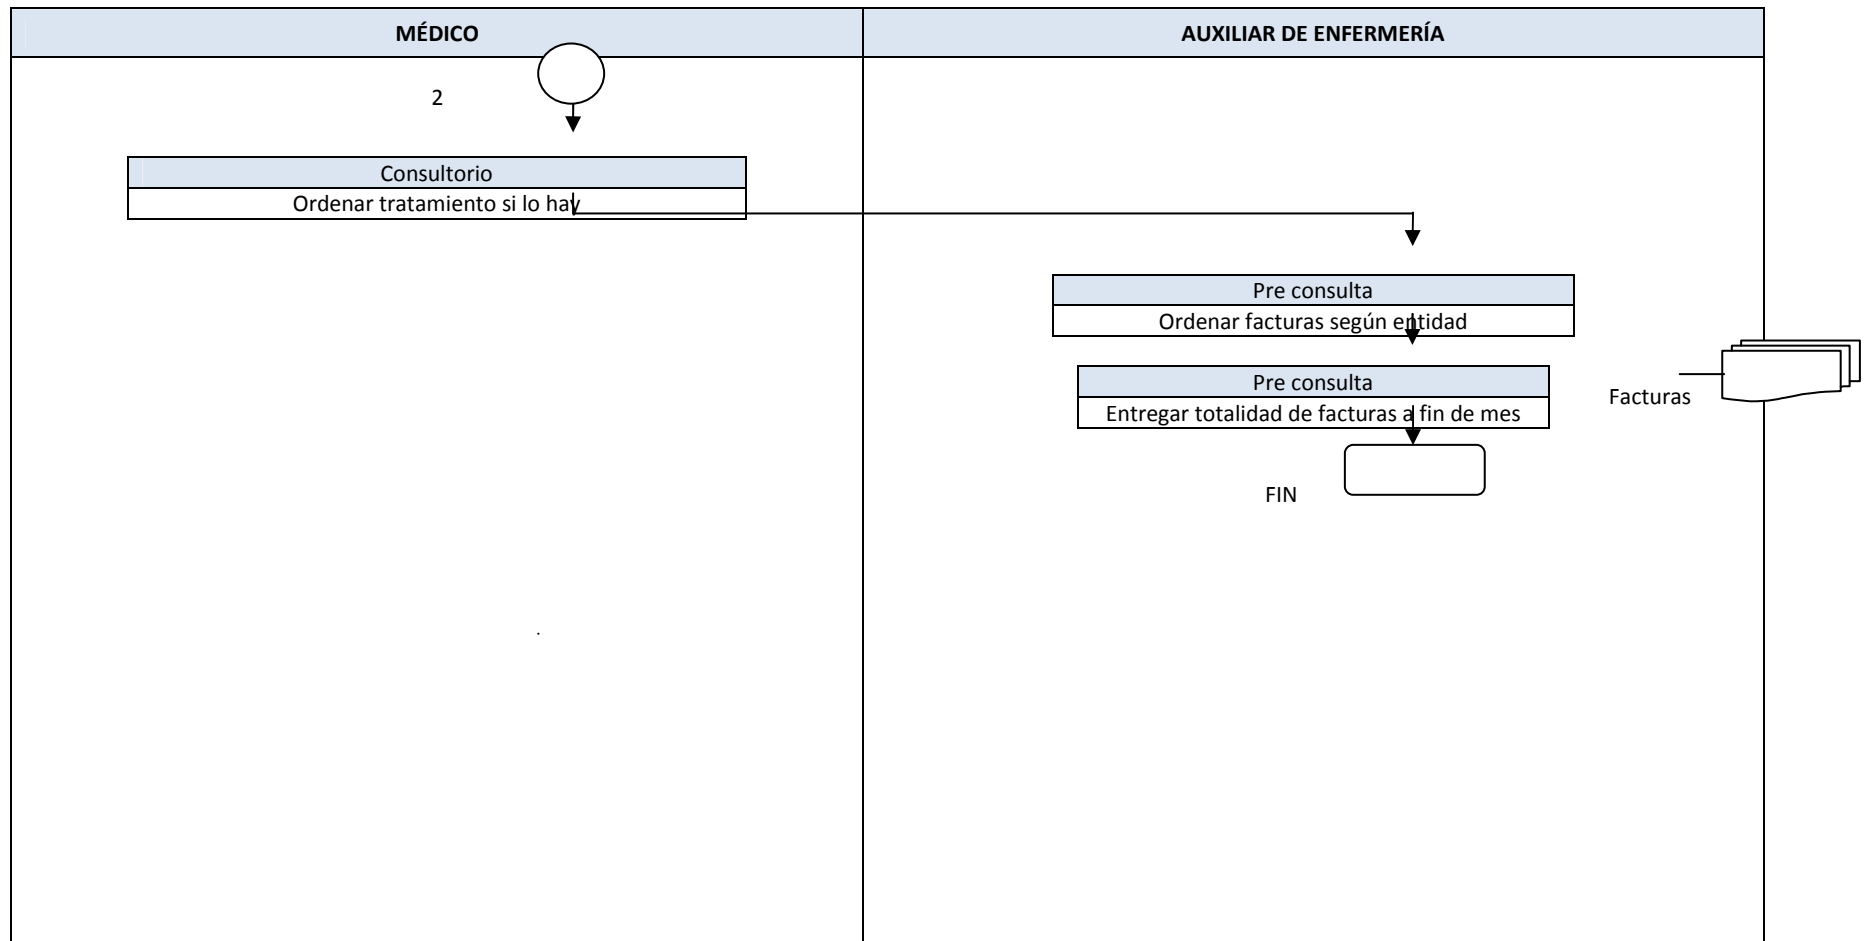 MÉDICO
AUXILIAR DE ENFERMERÍA
2
Consultorio
Ordenar tratamiento si lo hay
Pre consulta
Ordenar facturas según entidad
Pre consulta
Entregar totalidad de facturas a fin de mes
Facturas
FIN
.